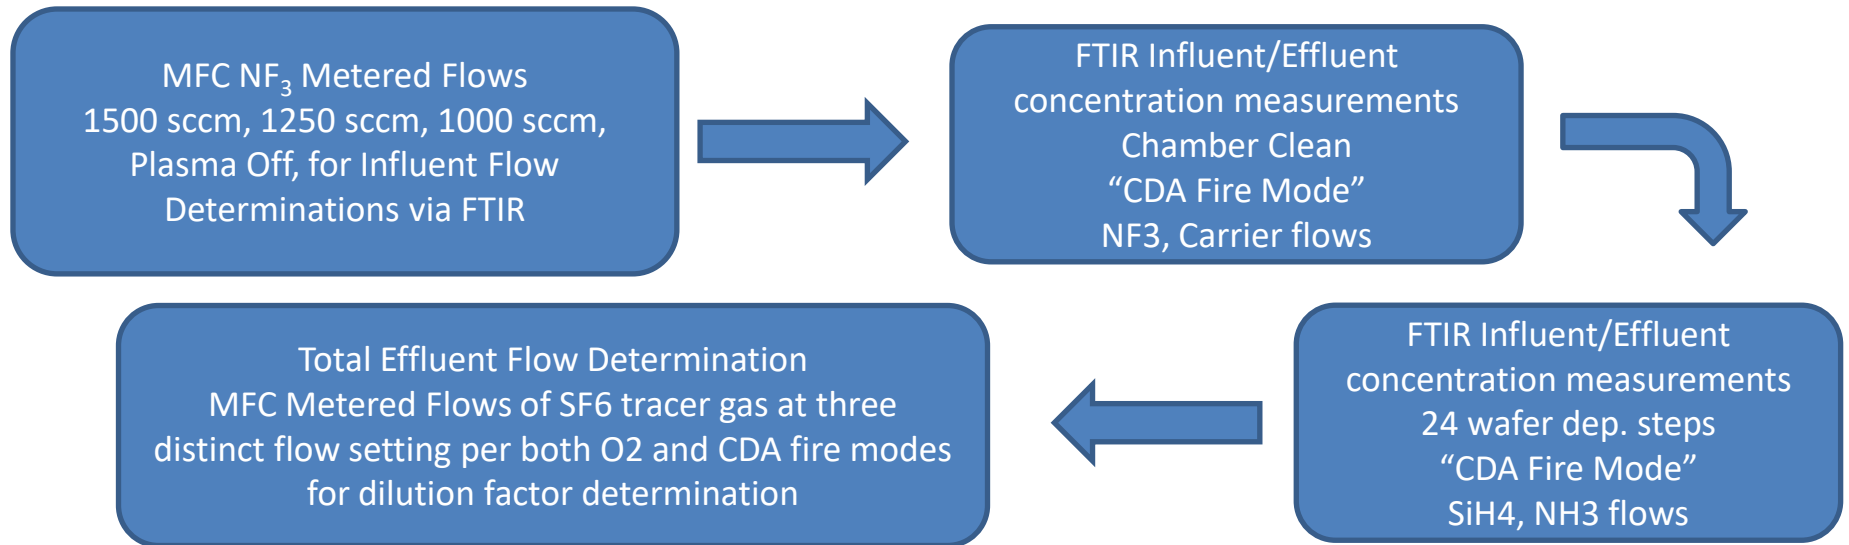 MFC NF₃ Metered Flows
1500 sccm, 1250 sccm, 1000 sccm,
Plasma Off, for Influent Flow
Determinations via FTIR
FTIR Influent/Effluent
concentration measurements
Chamber Clean
“CDA Fire Mode”
NF3, Carrier flows
FTIR Influent/Effluent
concentration measurements
24 wafer dep. steps
“CDA Fire Mode”
SiH4, NH3 flows
Total Effluent Flow Determination
MFC Metered Flows of SF6 tracer gas at three
distinct flow setting per both O2 and CDA fire modes
for dilution factor determination